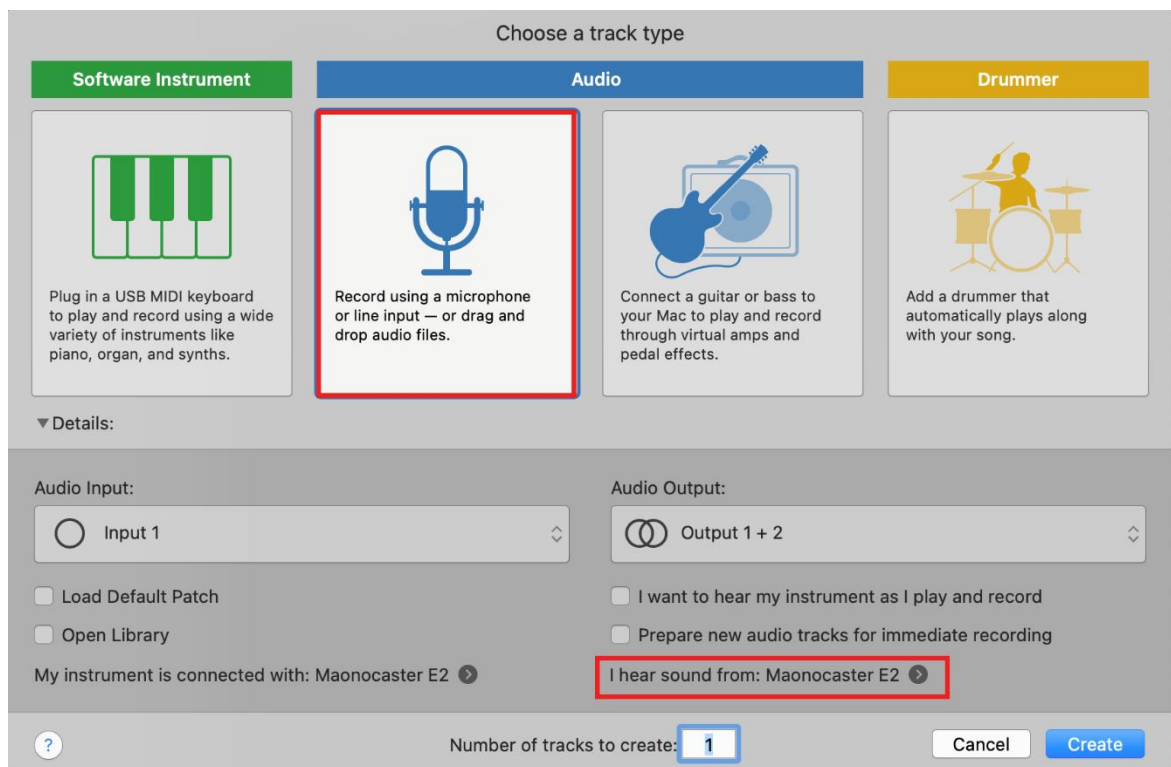 Choose a track type
Software Instrument
Audio
Drummer
Plug in a USB MIDI keyboard
to play and record using a wide
variety of instruments like
piano, organ, and synths.
Record using a microphone
or line input — or drag and
drop audio files.
Connect a guitar or bass to
your Mac to play and record
through virtual amps and
pedal effects.
Add a drummer that
automatically plays along
with your song.
Details:
Audio Input:
Input 1
Load Default Patch
Open Library
My instrument is connected with: Maonocaster E2
Audio Output:
Output 1 + 2
I want to hear my instrument as I play and record
Prepare new audio tracks for immediate recording
I hear sound from: Maonocaster E2
?
Number of tracks to create: 1
Cancel
Create